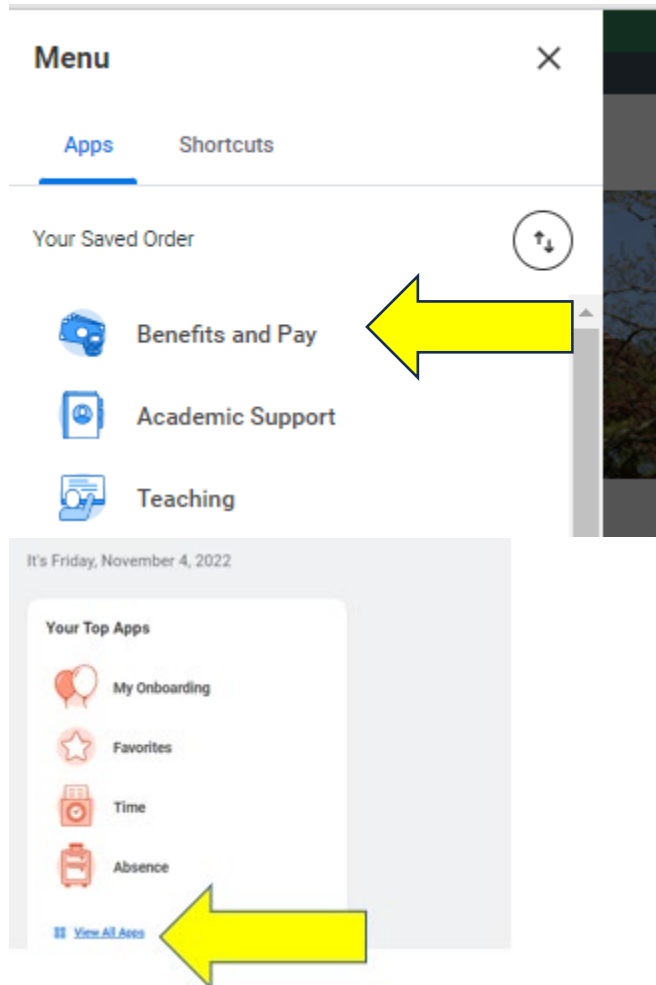 Menu
Apps Shortcuts
Your Saved Order
Benefits and Pay
Academic Support
Teaching
It's Friday, November 4, 2022
Your Top Apps
My Onboarding
Favorites
Time
Absence
View All Apps